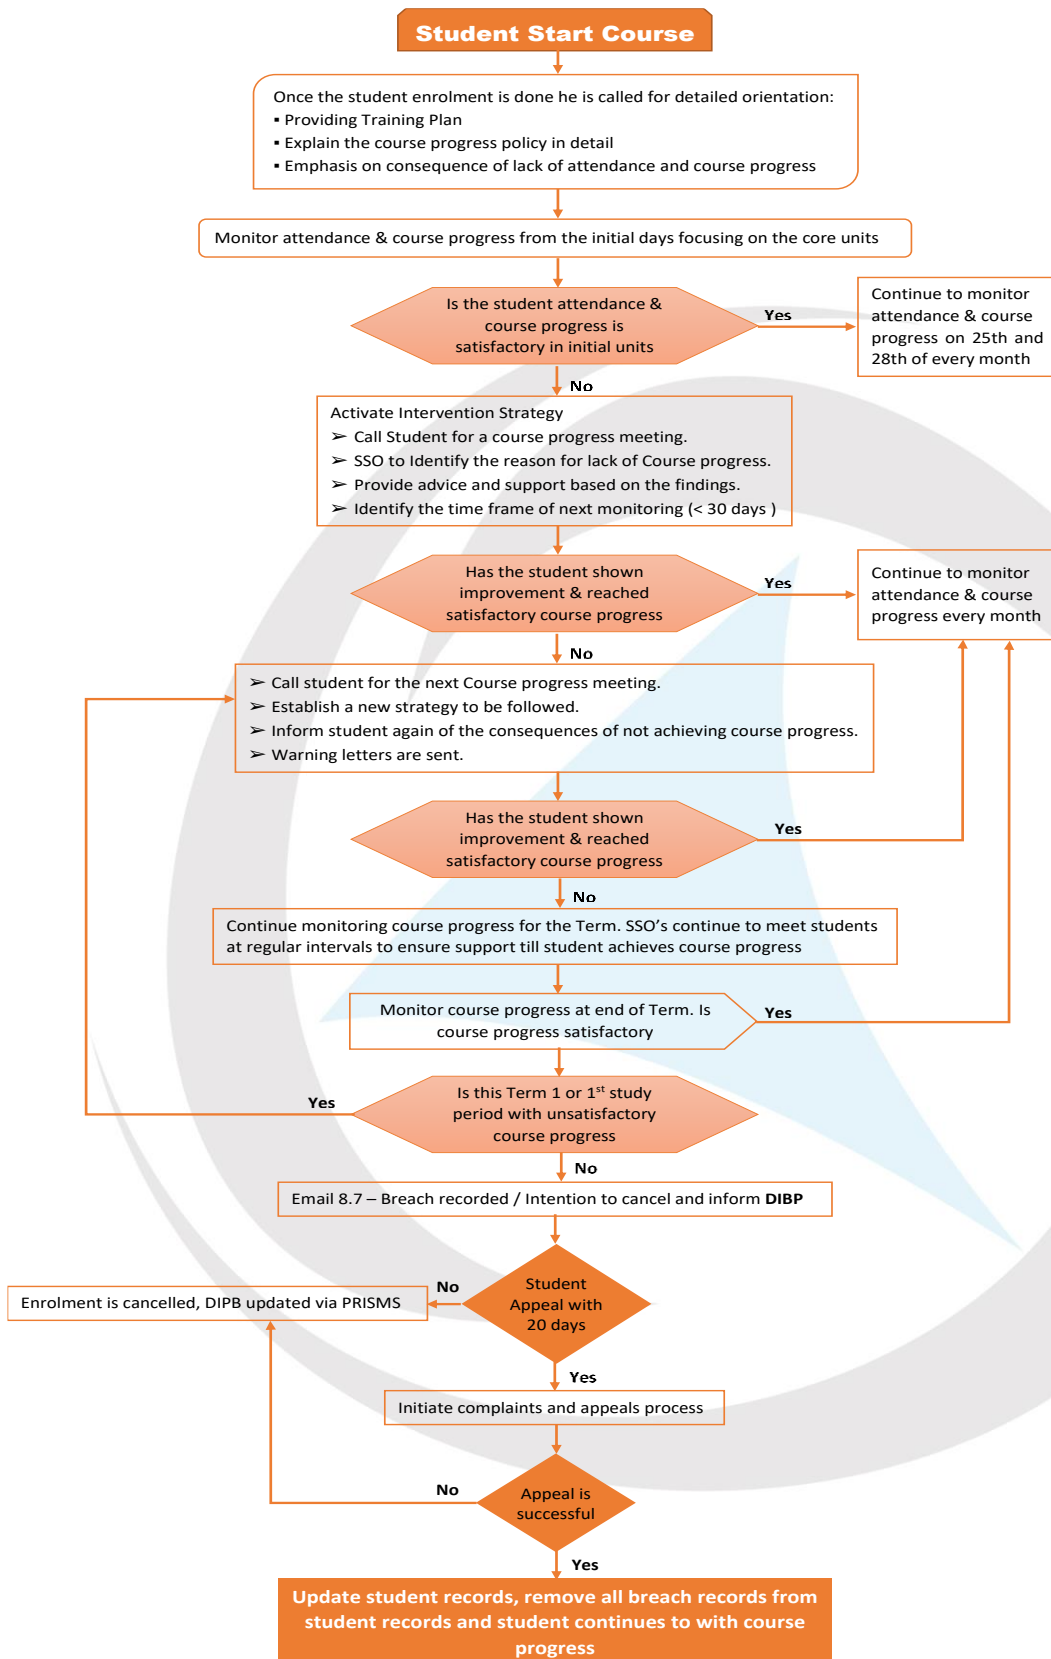 Student Start Course
Once the student enrolment is done he is called for detailed orientation:
▪ Providing Training Plan
▪ Explain the course progress policy in detail
▪ Emphasis on consequence of lack of attendance and course progress
Monitor attendance & course progress from the initial days focusing on the core units
Is the student attendance &
course progress is
satisfactory in initial units
Yes
Continue to monitor
attendance & course
progress on 25th and
28th of every month
No
Activate Intervention Strategy
➢ Call Student for a course progress meeting.
➢ SSO to Identify the reason for lack of Course progress.
➢ Provide advice and support based on the findings.
➢ Identify the time frame of next monitoring (< 30 days )
Has the student shown
improvement & reached
satisfactory course progress
Yes
Continue to monitor
attendance & course
progress every month
No
➢ Call student for the next Course progress meeting.
➢ Establish a new strategy to be followed.
➢ Inform student again of the consequences of not achieving course progress.
➢ Warning letters are sent.
Has the student shown
improvement & reached
satisfactory course progress
Yes
No
Continue monitoring course progress for the Term. SSO's continue to meet students
at regular intervals to ensure support till student achieves course progress
Monitor course progress at end of Term. Is
course progress satisfactory
Yes
Is this Term 1 or 1st study
period with unsatisfactory
course progress
Yes
No
Email 8.7 – Breach recorded / Intention to cancel and inform DIBP
Student
Appeal with
20 days
No
Enrolment is cancelled, DIPB updated via PRISMS
Yes
Initiate complaints and appeals process
Appeal is
successful
No
Yes
Update student records, remove all breach records from
student records and student continues to with course
progress